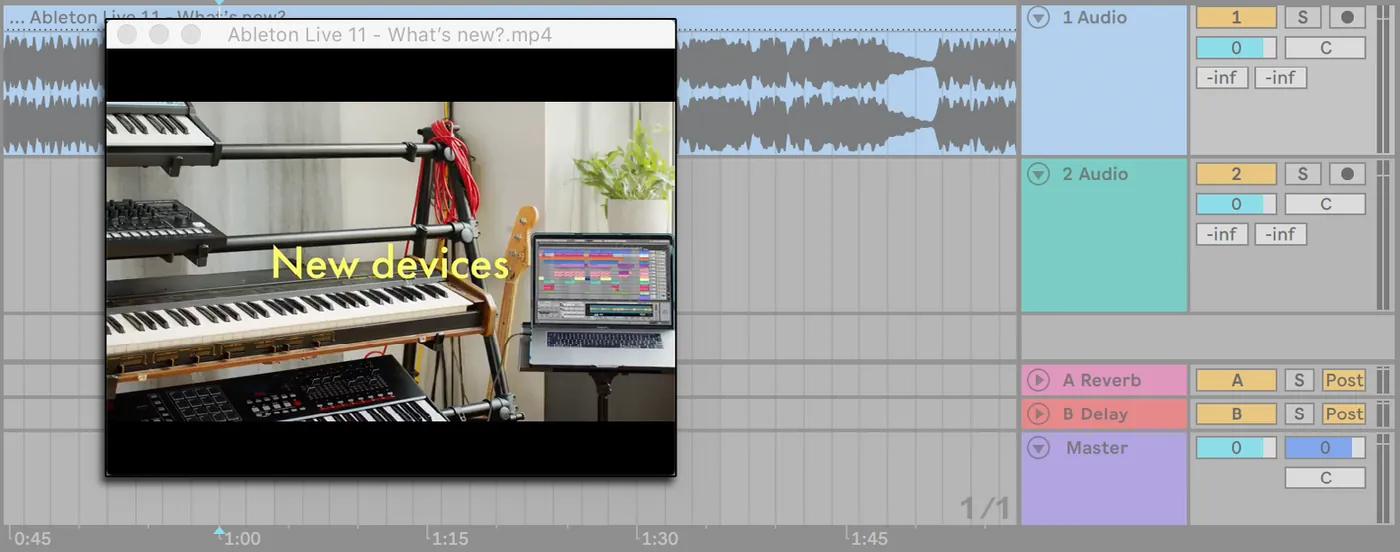 ... Ableton Live 11 - What's new?
Ableton Live 11 - What's new?.mp4
New devices
1 Audio
1
S
0
C
-inf
-inf
2 Audio
2
S
0
C
-inf
-inf
A Reverb
A
S
Post
B Delay
B
S
Post
Master
0
0
C
1/1
0:45
1:00
1:15
1:30
1:45